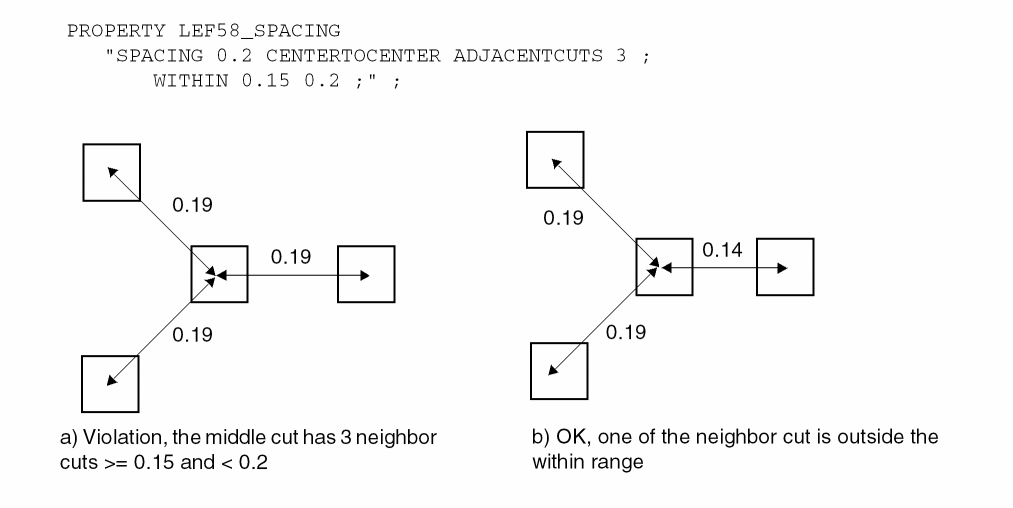 PROPERTY LEF58_SPACING
"SPACING 0.2 CENTERTOCENTER ADJACENTCUTS 3 ;
WITHIN 0.15 0.2 ;" ;
0.19
0.19
0.19
a) Violation, the middle cut has 3 neighbor
cuts >= 0.15 and < 0.2
0.19
0.14
0.19
b) OK, one of the neighbor cut is outside the
within range